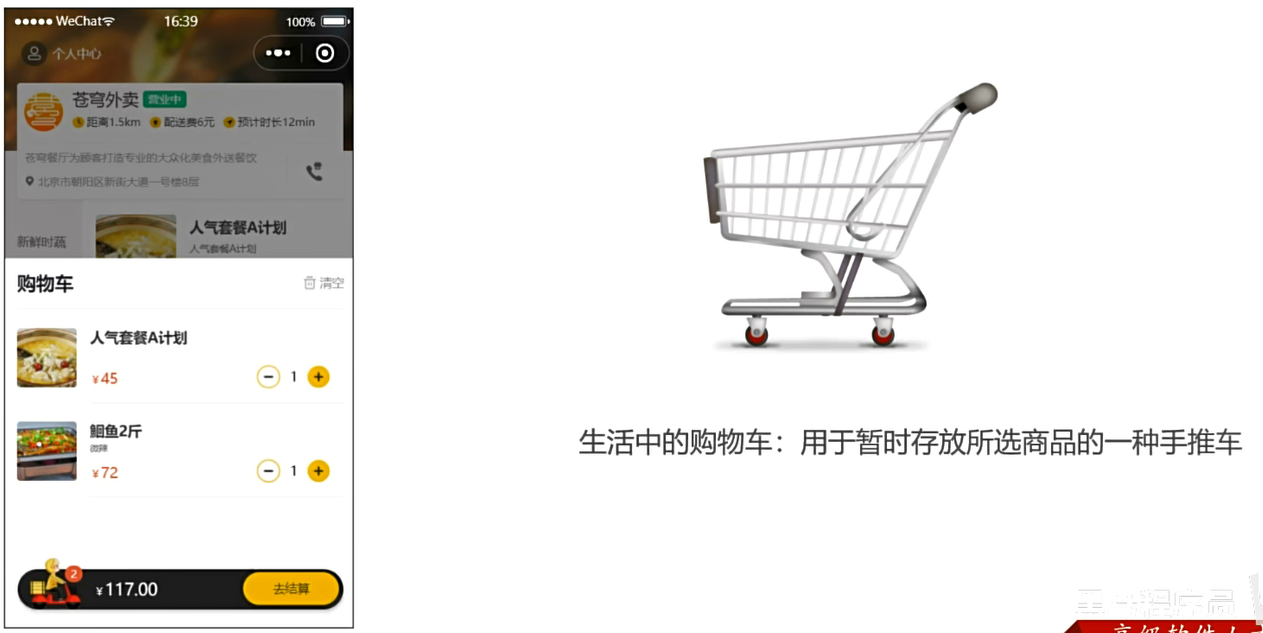 WeChat 16:39 100%
个人中心
苍穹外卖 营业中
距离1.5km 配送费6元 预计时长12min
苍穹餐厅为顾客打造专业的大众化美食外送餐饮
北京市朝阳区新街大道一号楼8层
人气套餐A计划
新鲜时蔬 人气套餐A计划
购物车 清空
人气套餐A计划
¥45 1
鮰鱼2斤
微辣
¥72 1
2
¥117.00 去结算
生活中的购物车：用于暂时存放所选商品的一种手推车